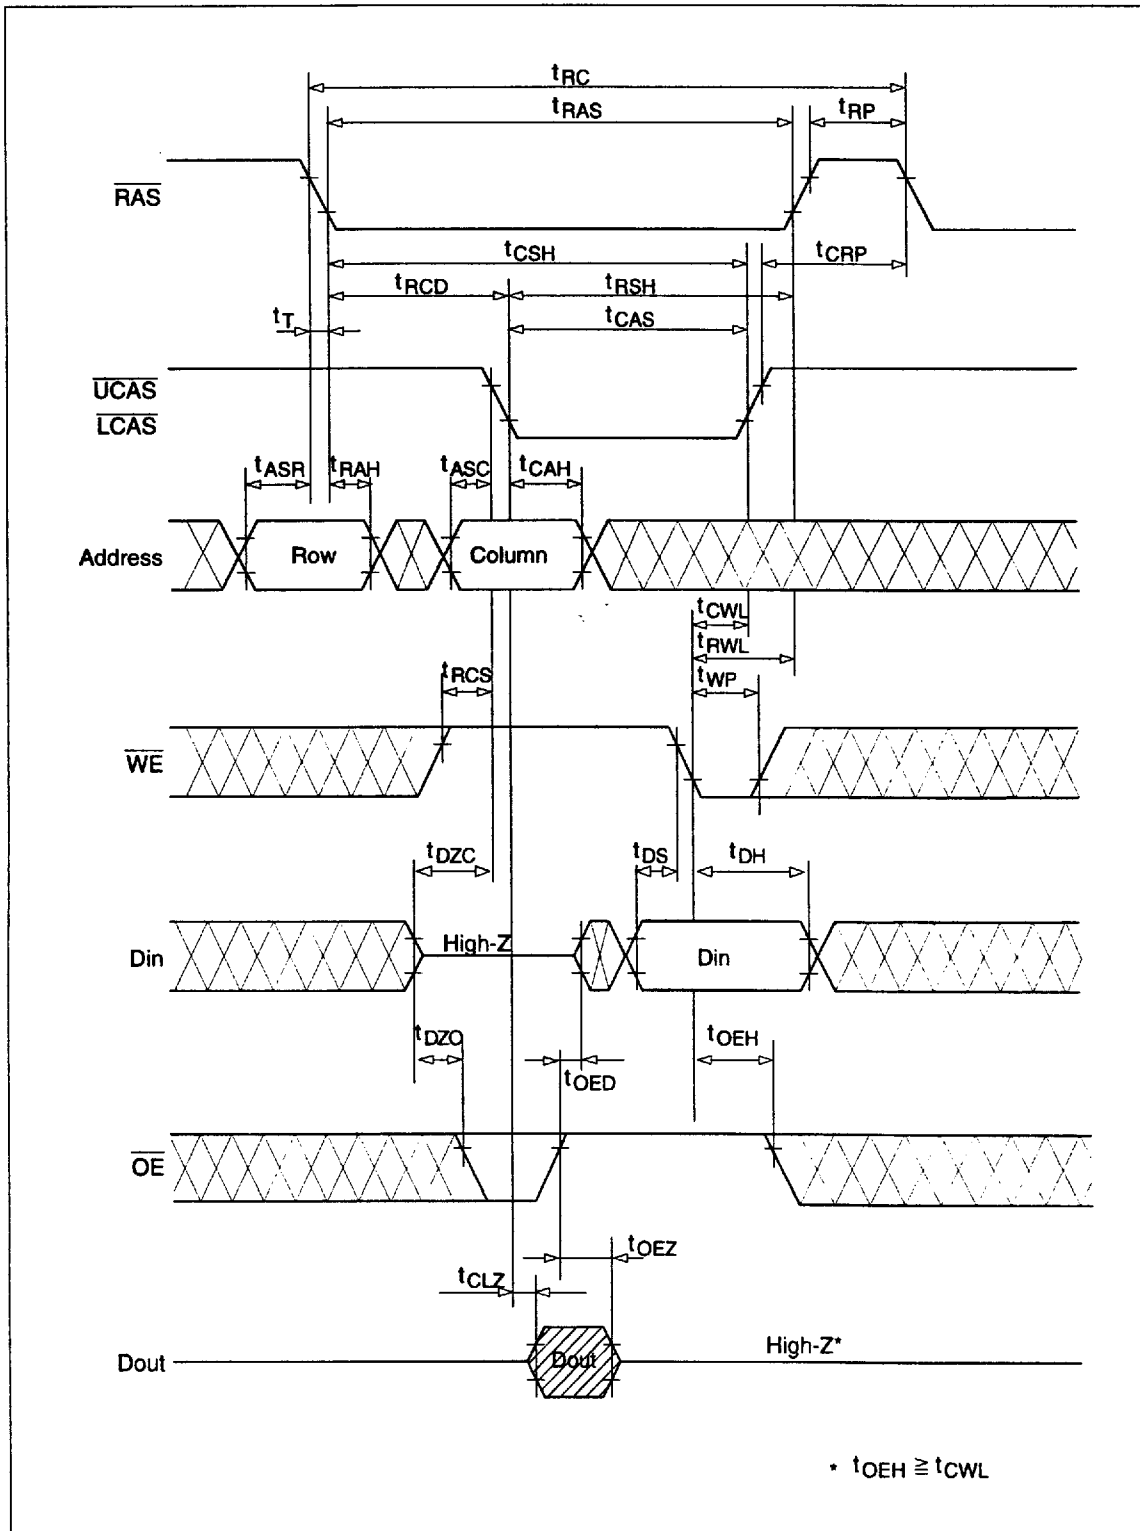 tRC
tRAS
tRP
RAS
tCSH
tCRP
tRCD
tRSH
tT
tCAS
UCAS
LCAS
tASR
tRAH
tASC
tCAH
Address
Row
Column
tCWL
tRWL
tRCS
tWP
WE
tDZC
tDS
tDH
Din
High-Z
Din
tDZO
tOED
tOEH
OE
tOEZ
tCLZ
Dout
Dout
High-Z*
* tOEH ≧ tCWL